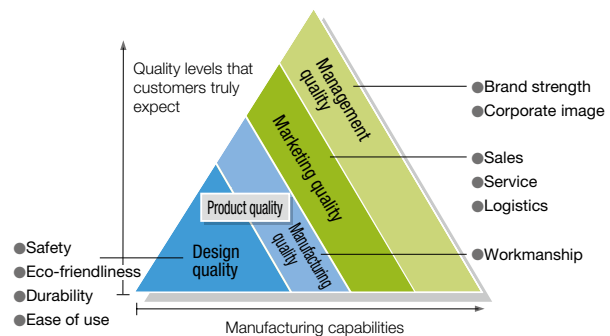 Quality levels that
customers truly
expect
Management
quality
Marketing quality
Product quality
Manufacturing
quality
Design
quality
●Brand strength
●Corporate image
●Sales
●Service
●Logistics
●Workmanship
●Safety
●Eco-friendliness
●Durability
●Ease of use
Manufacturing capabilities